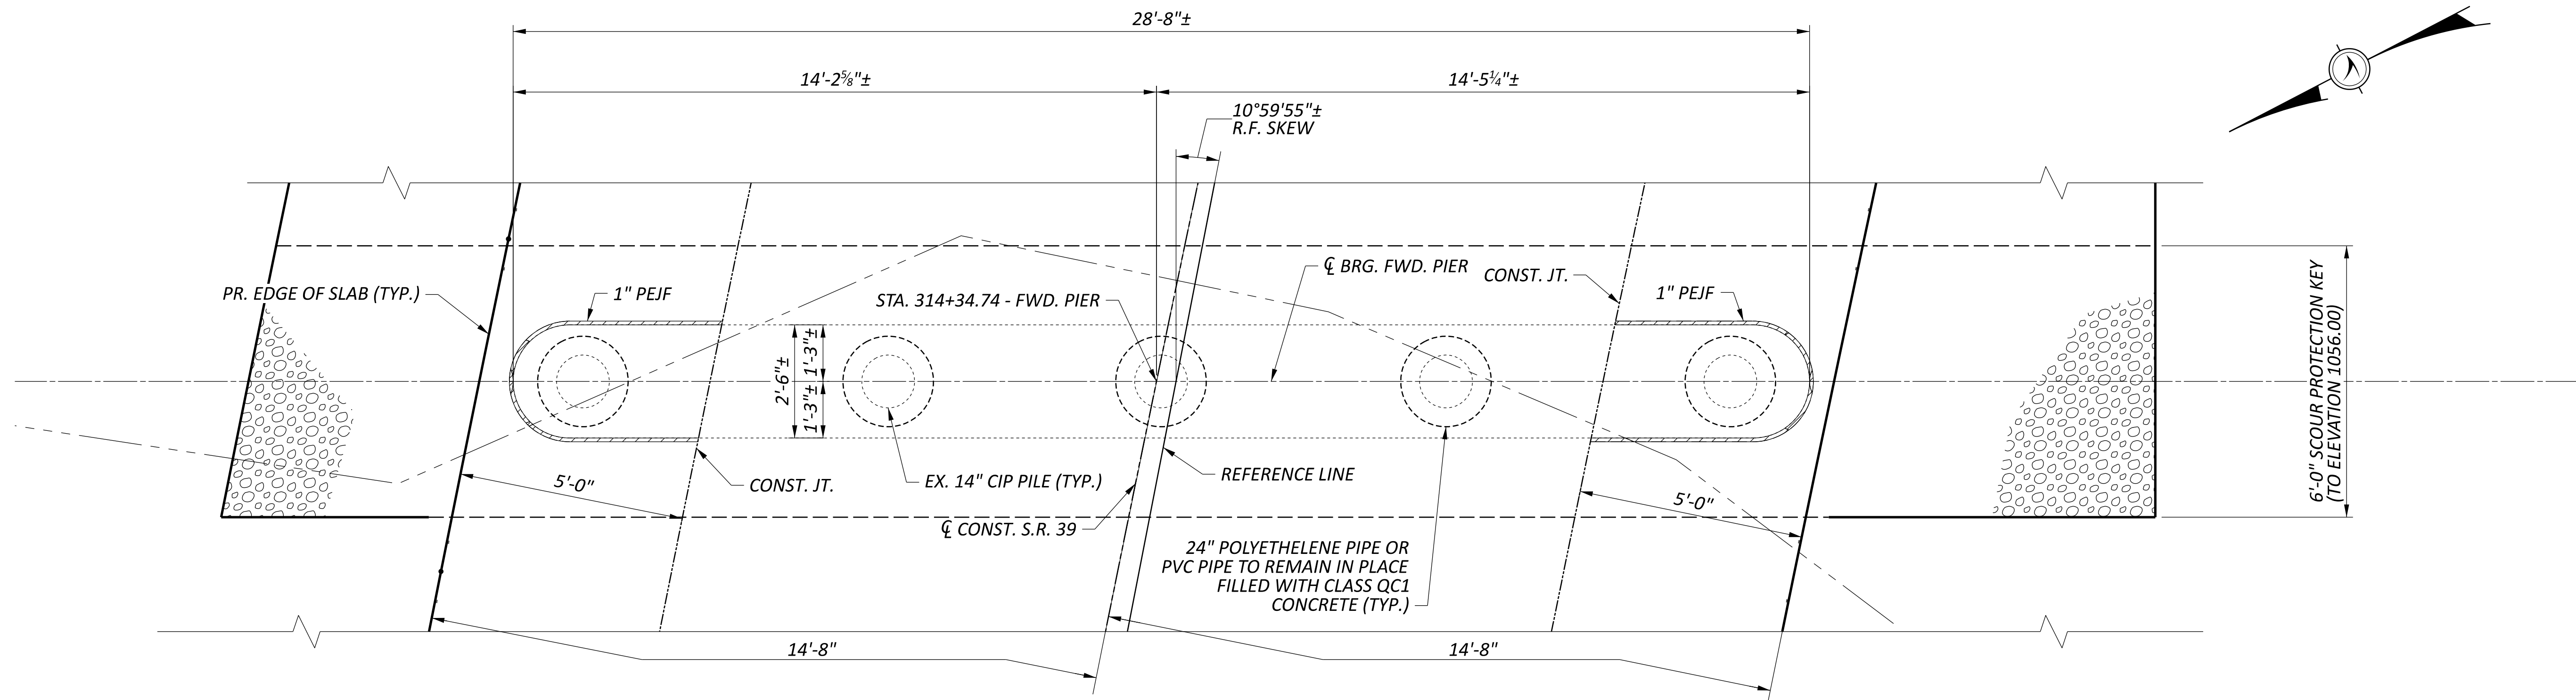 28'-8"±
14'-2⅝"±
14'-5¼"±
10°59'55"±
R.F. SKEW
PR. EDGE OF SLAB (TYP.)
1" PEJF
STA. 314+34.74 - FWD. PIER
℄ BRG. FWD. PIER
CONST. JT.
1" PEJF
2'-6"±
1'-3"±
1'-3"±
6'-0" SCOUR PROTECTION KEY
(TO ELEVATION 1056.00)
5'-0"
CONST. JT.
EX. 14" CIP PILE (TYP.)
REFERENCE LINE
℄ CONST. S.R. 39
5'-0"
24" POLYETHELENE PIPE OR
PVC PIPE TO REMAIN IN PLACE
FILLED WITH CLASS QC1
CONCRETE (TYP.)
14'-8"
14'-8"